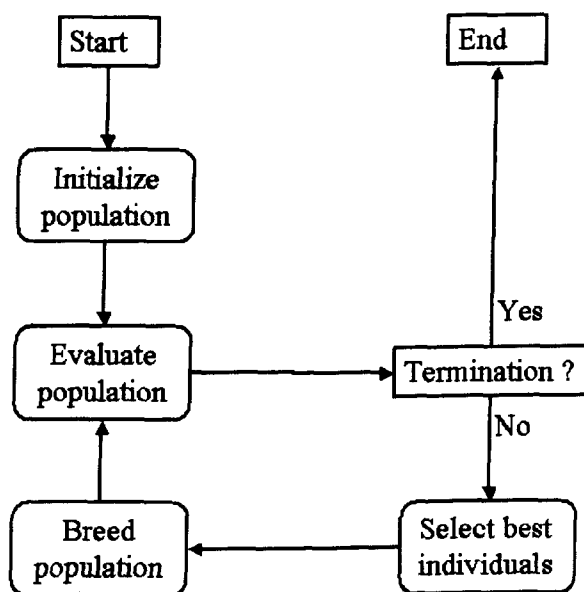 Start
End
Initialize
population
Evaluate
population
Yes
Termination ?
No
Breed
population
Select best
individuals